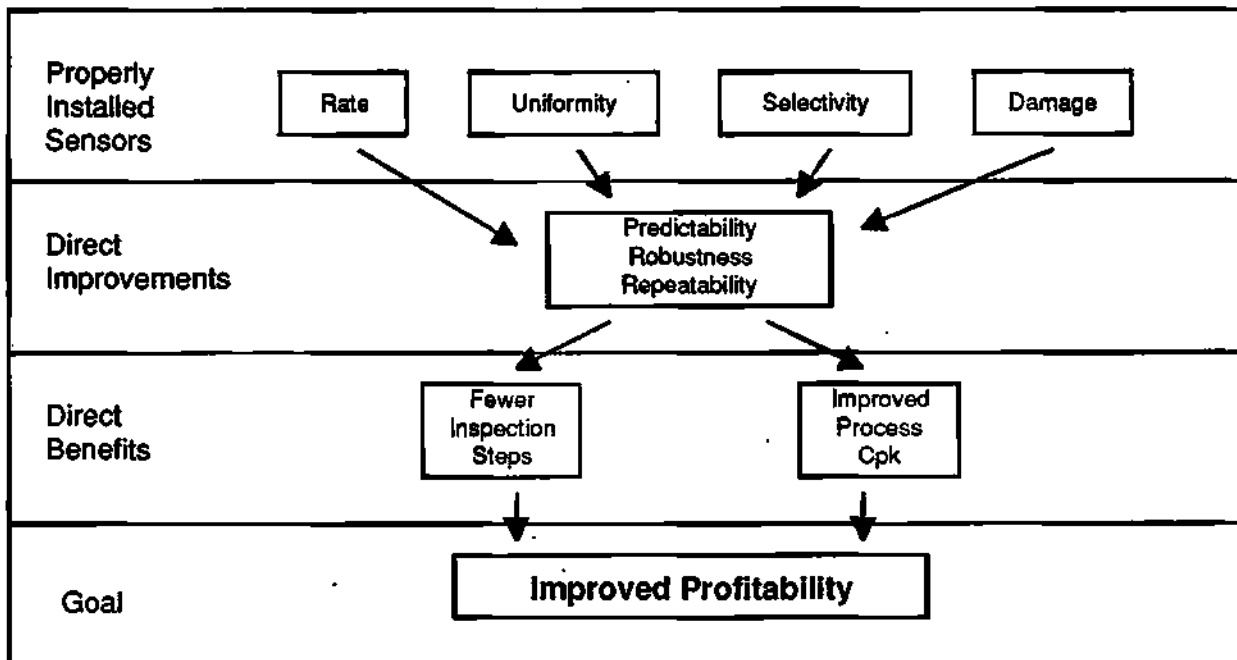 Properly
Installed
Sensors
Rate
Uniformity
Selectivity
Damage
Direct
Improvements
Predictability
Robustness
Repeatability
Direct
Benefits
Fewer
Inspection
Steps
Improved
Process
Cpk
Goal
Improved Profitability